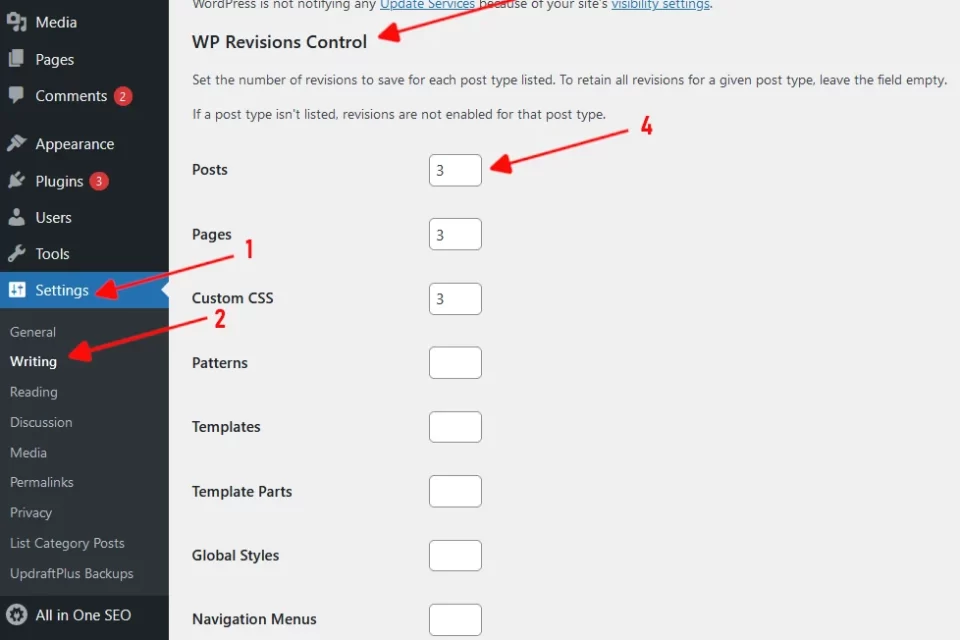 Media
Pages
Comments 2
Appearance
Plugins 3
Users
Tools
Settings
General
Writing
Reading
Discussion
Media
Permalinks
Privacy
List Category Posts
UpdraftPlus Backups
All in One SEO
WordPress is not notifying any Update Services because of your site's visibility settings.
WP Revisions Control
Set the number of revisions to save for each post type listed. To retain all revisions for a given post type, leave the field empty.
If a post type isn't listed, revisions are not enabled for that post type.
4
Posts 3
Pages 3
1
Custom CSS 3
2
Patterns
Templates
Template Parts
Global Styles
Navigation Menus